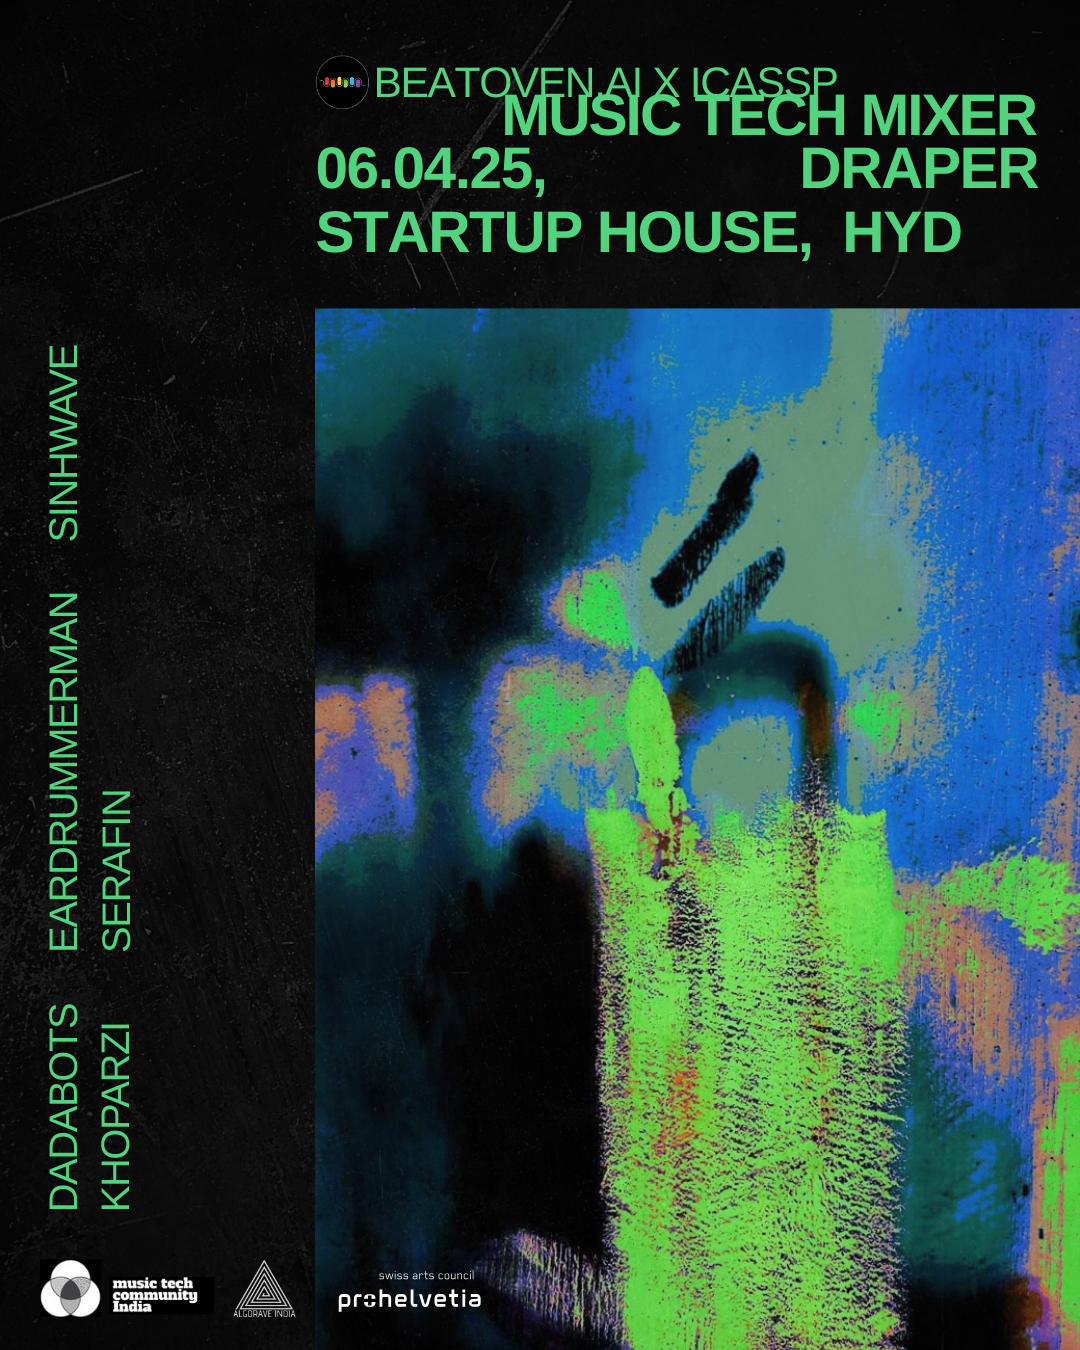 BEATOVEN.AI X ICASSP
MUSIC TECH MIXER
06.04.25, DRAPER
STARTUP HOUSE, HYD
DADABOTS EARDRUMMERMAN SINHWAVE
KHOPARZI SERAFIN
music tech
community
India
ALGORAVE INDIA
swiss arts council
prohelvetia